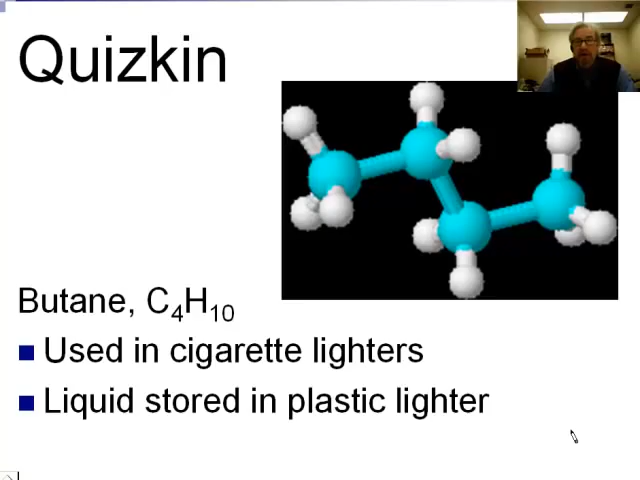 Quizkin
Butane, C₄H₁₀
Used in cigarette lighters
Liquid stored in plastic lighter